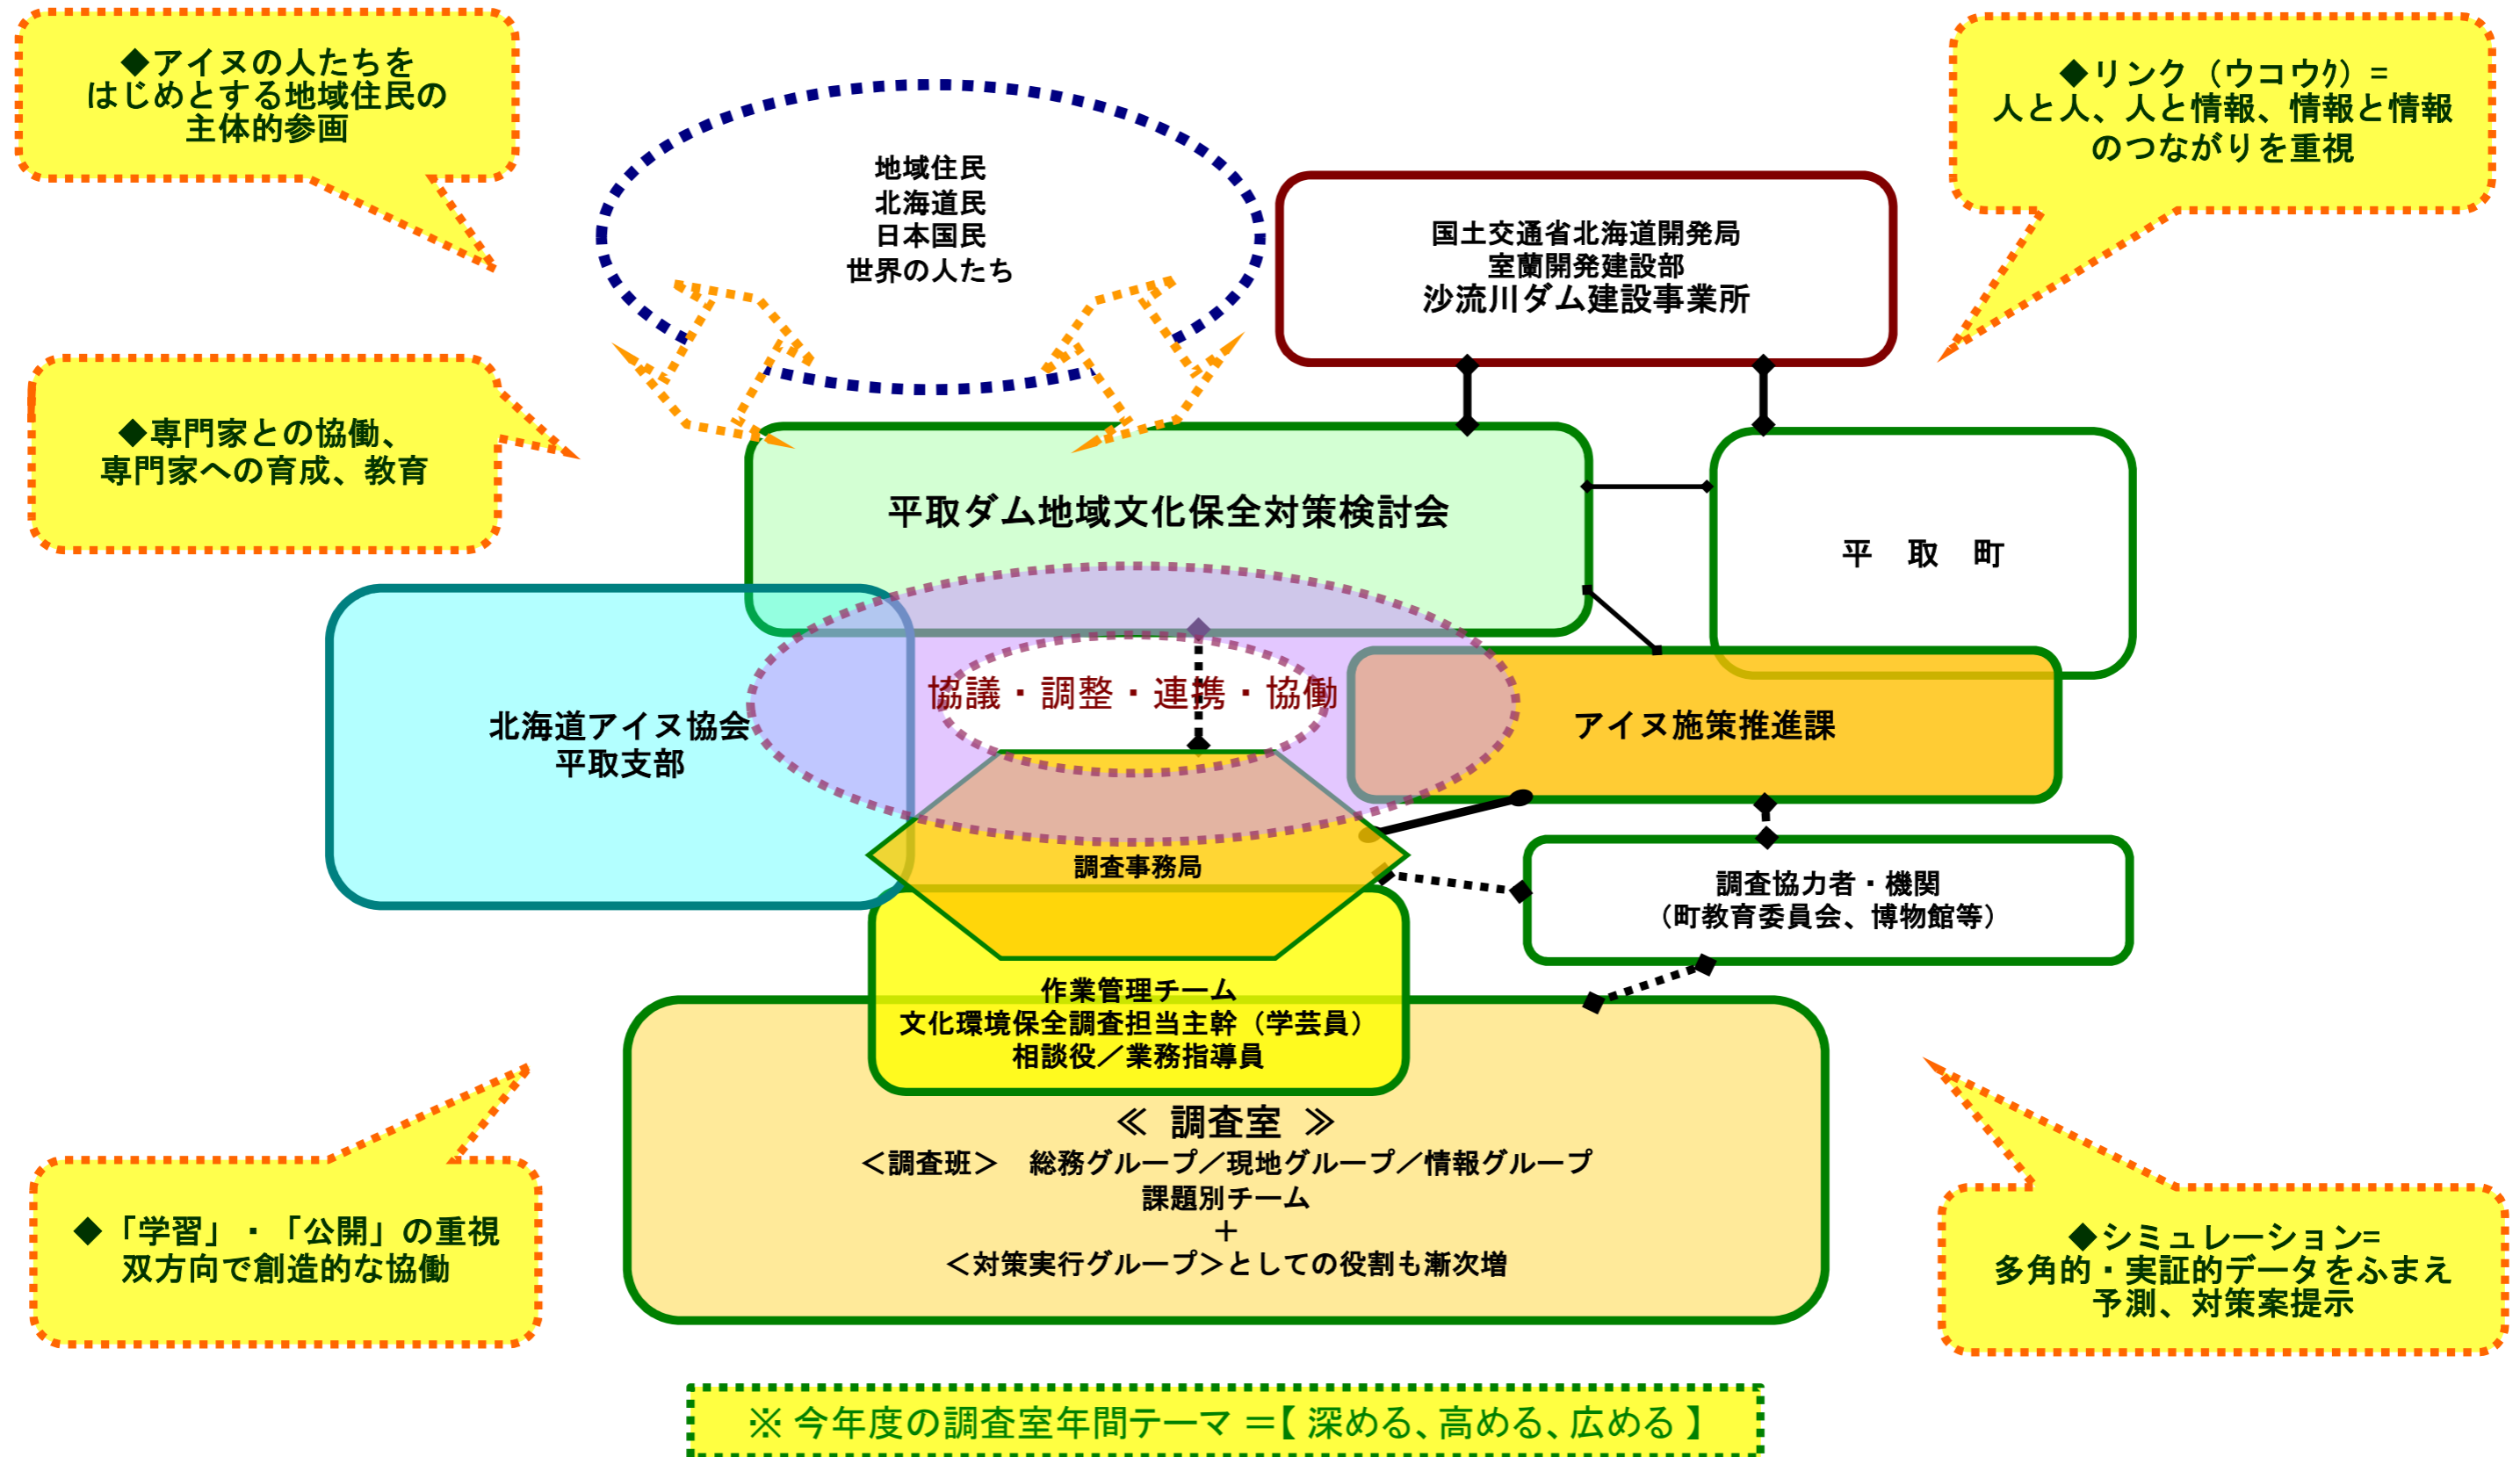 ◆アイヌの人たちを
はじめとする地域住民の
主体的参画
◆リンク（ウコウㇰ）=
人と人、人と情報、情報と情報
のつながりを重視
地域住民
北海道民
日本国民
世界の人たち
国土交通省北海道開発局
室蘭開発建設部
沙流川ダム建設事業所
◆専門家との協働、
専門家への育成、教育
平取ダム地域文化保全対策検討会
平　取　町
協議・調整・連携・協働
北海道アイヌ協会
平取支部
アイヌ施策推進課
調査事務局
調査協力者・機関
（町教育委員会、博物館等）
作業管理チーム
文化環境保全調査担当主幹（学芸員）
相談役／業務指導員
≪ 調査室 ≫
＜調査班＞　総務グループ／現地グループ／情報グループ
課題別チーム
＋
＜対策実行グループ＞としての役割も漸次増
◆「学習」・「公開」の重視
双方向で創造的な協働
◆シミュレーション=
多角的・実証的データをふまえ
予測、対策案提示
※ 今年度の調査室年間テーマ ＝【 深める、高める、広める 】